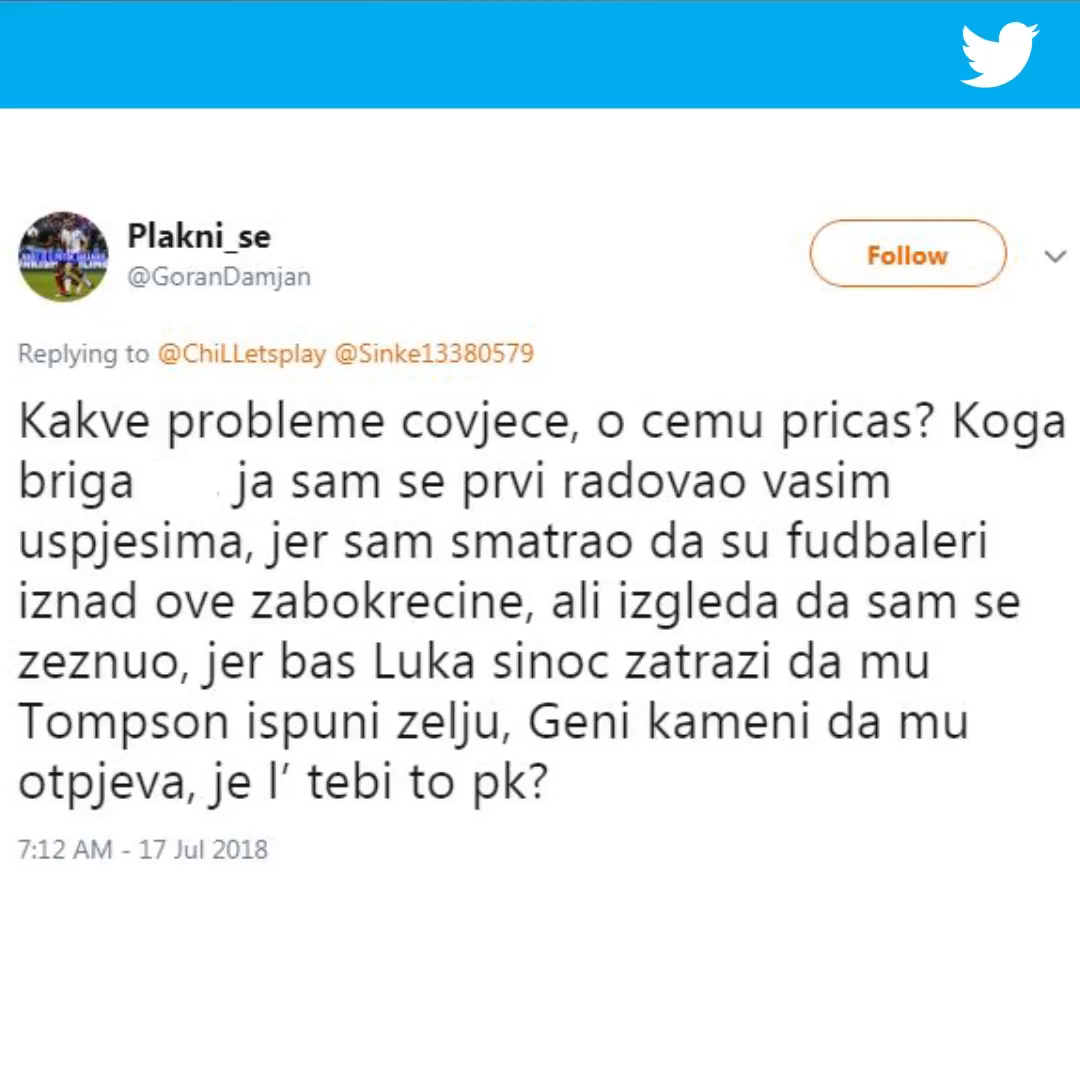 Plakni_se
@GoranDamjan
Follow
Replying to @ChiLLetsplay @Sinke13380579
Kakve probleme covjece, o cemu pricas? Koga
briga ja sam se prvi radovao vasim
uspjesima, jer sam smatrao da su fudbaleri
iznad ove zabokrecine, ali izgleda da sam se
zeznuo, jer bas Luka sinoc zatrazi da mu
Tompson ispuni zelju, Geni kameni da mu
otpjeva, je l’ tebi to pk?
7:12 AM - 17 Jul 2018